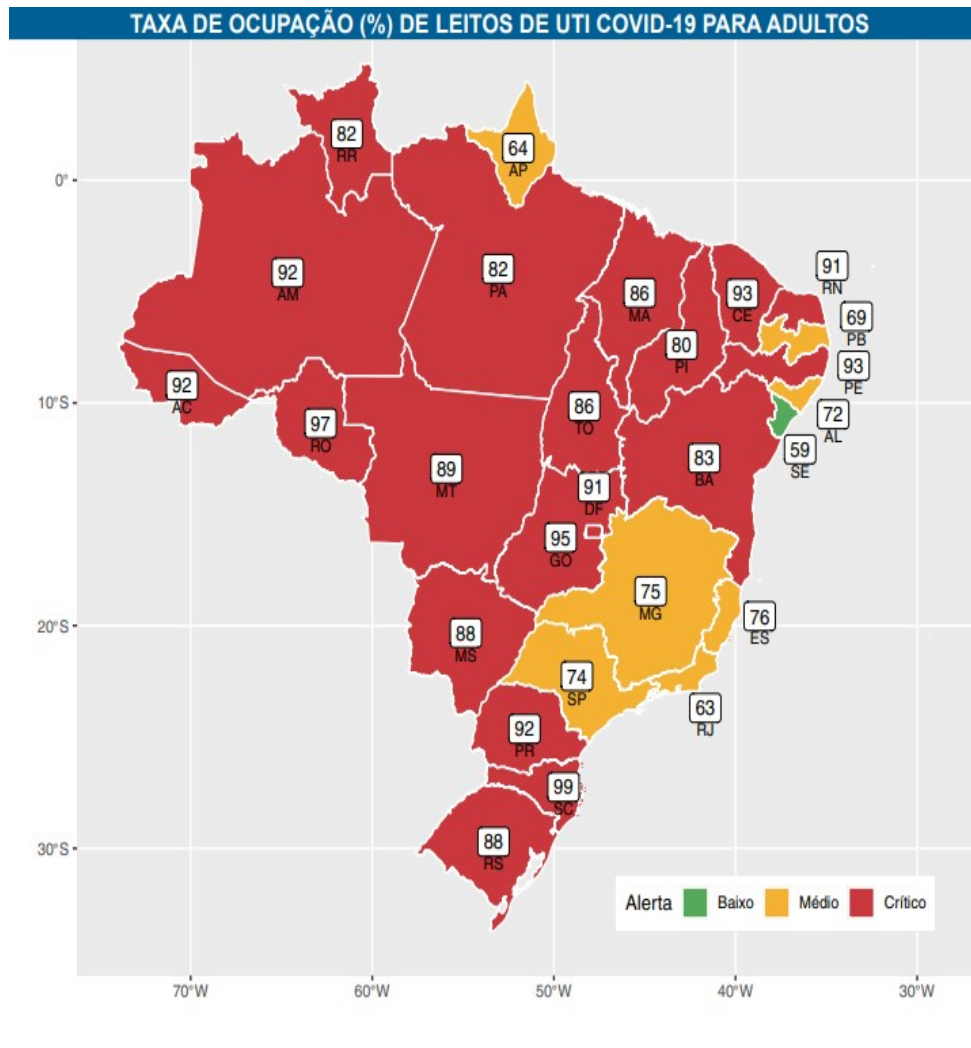 TAXA DE OCUPAÇÃO (%) DE LEITOS DE UTI COVID-19 PARA ADULTOS
82
RR
64
AP
0°
92
AM
82
PA
86
MA
93
CE
91
RN
69
PB
80
PI
93
PE
92
AC
10°S
97
RO
86
TO
72
AL
59
SE
89
MT
83
BA
91
DF
95
GO
75
MG
76
ES
20°S
88
MS
74
SP
63
RJ
92
PR
99
SC
30°S
88
RS
Alerta Baixo Médio Crítico
70°W 60°W 50°W 40°W 30°W